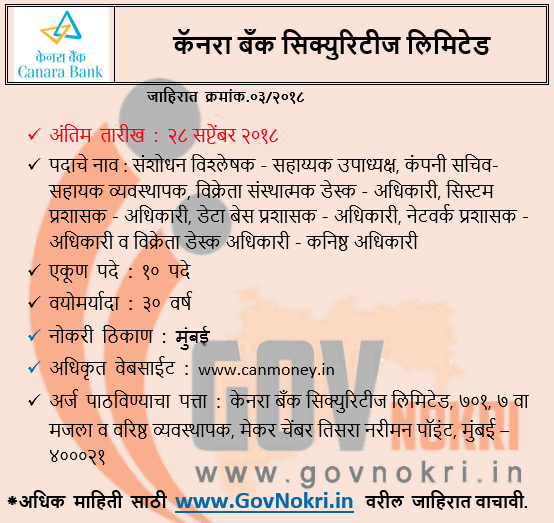 कॅनरा बँक सिक्युरिटीज लिमिटेड
केनरा बैंक
Canara Bank
जाहिरात क्रमांक.०३/२०१८
✓ अंतिम तारीख : २८ सप्टेंबर २०१८
✓ पदाचे नाव : संशोधन विश्लेषक - सहाय्यक उपाध्यक्ष, कंपनी सचिव-
सहायक व्यवस्थापक, विक्रेता संस्थात्मक डेस्क - अधिकारी, सिस्टम
प्रशासक - अधिकारी, डेटा बेस प्रशासक - अधिकारी, नेटवर्क प्रशासक -
अधिकारी व विक्रेता डेस्क अधिकारी - कनिष्ठ अधिकारी
✓ एकूण पदे : १० पदे
✓ वयोमर्यादा : ३० वर्ष
✓ नोकरी ठिकाण : मुंबई
✓ अधिकृत वेबसाईट : www.canmoney.in
✓ अर्ज पाठविण्याचा पत्ता : केनरा बँक सिक्युरिटीज लिमिटेड, ७०१, ७ वा
मजला व वरिष्ठ व्यवस्थापक, मेकर चेंबर तिसरा नरीमन पॉइंट, मुंबई –
४०००२१
GOV
NOKRI
www.govnokri.in
*अधिक माहिती साठी www.GovNokri.in वरील जाहिरात वाचावी.